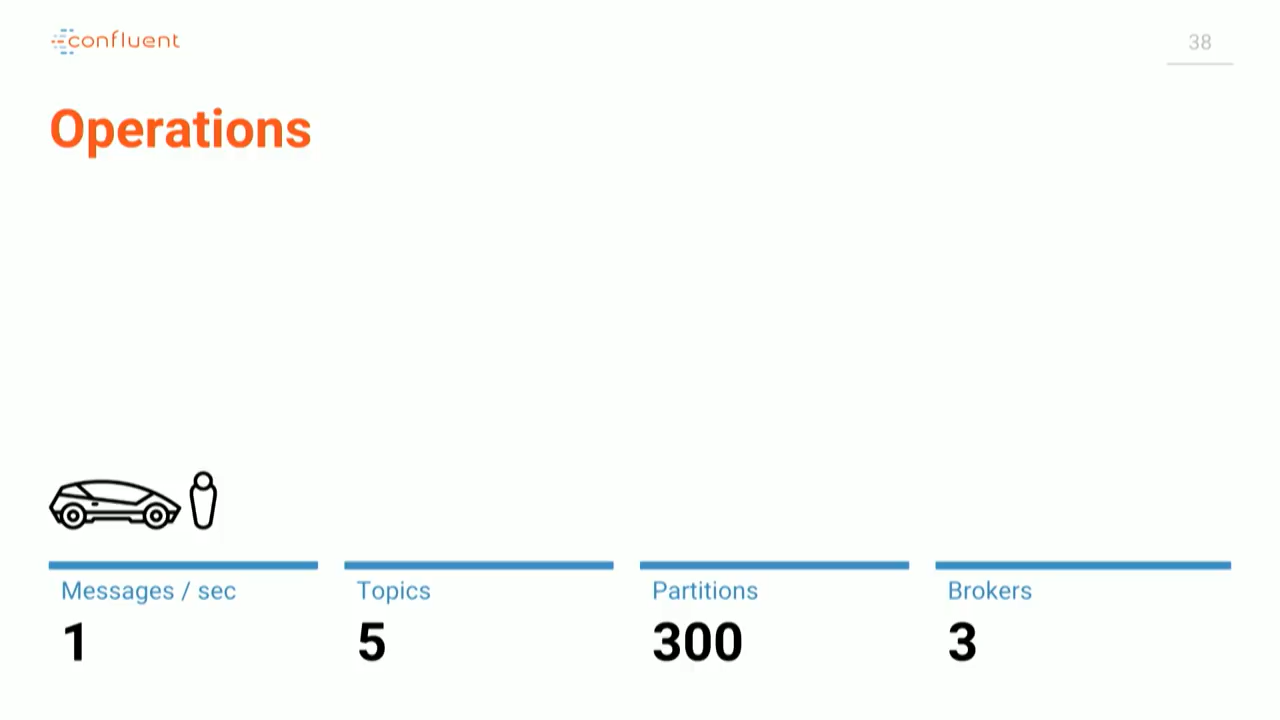 confluent
38
Operations
Messages / sec
1
Topics
5
Partitions
300
Brokers
3